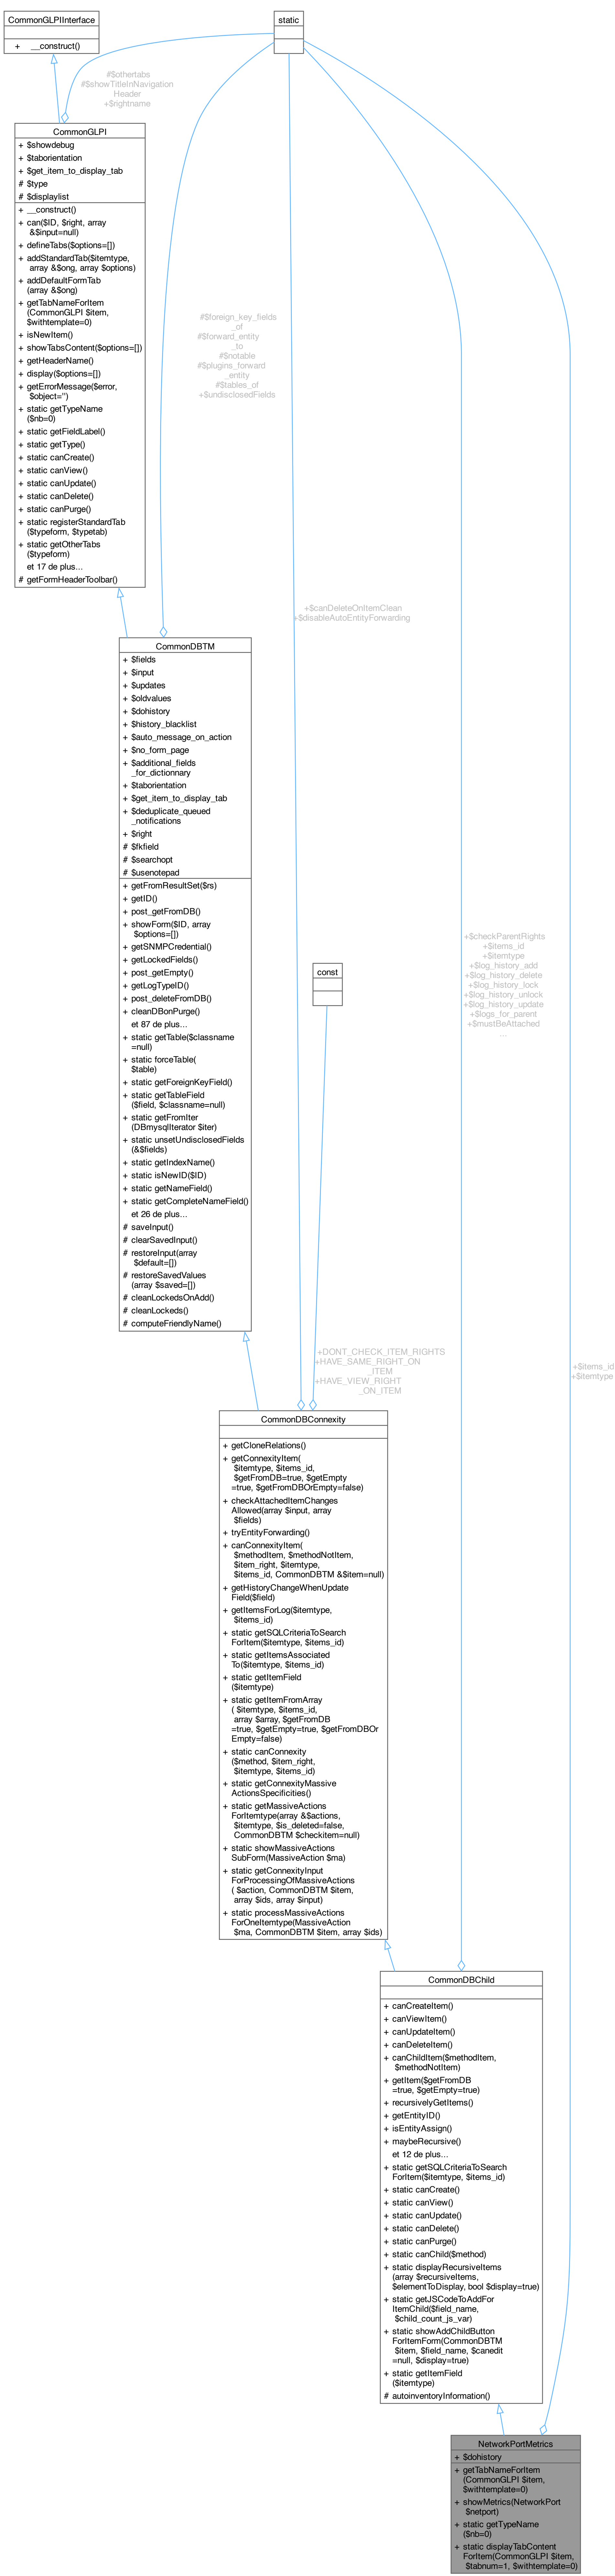 CommonGLPIInterface
+ __construct()
static
#$othertabs
#$showTitleInNavigation
Header
+$rightname
CommonGLPI
+ $showdebug
+ $taborientation
+ $get_item_to_display_tab
# $type
# $displaylist
+ __construct()
+ can($ID, $right, array
&$input=null)
+ defineTabs($options=[])
+ addStandardTab($itemtype,
array &$ong, array $options)
+ addDefaultFormTab
(array &$ong)
+ getTabNameForItem
(CommonGLPI $item,
$withtemplate=0)
+ isNewItem()
+ showTabsContent($options=[])
+ getHeaderName()
+ display($options=[])
+ getErrorMessage($error,
$object='')
+ static getTypeName
($nb=0)
+ static getFieldLabel()
+ static getType()
+ static canCreate()
+ static canView()
+ static canUpdate()
+ static canDelete()
+ static canPurge()
+ static registerStandardTab
($typeform, $typetab)
+ static getOtherTabs
($typeform)
et 17 de plus...
# getFormHeaderToolbar()
#$foreign_key_fields
_of
#$forward_entity
_to
#$notable
#$plugins_forward
_entity
#$tables_of
+$undisclosedFields
+$canDeleteOnItemClean
+$disableAutoEntityForwarding
CommonDBTM
+ $fields
+ $input
+ $updates
+ $oldvalues
+ $dohistory
+ $history_blacklist
+ $auto_message_on_action
+ $no_form_page
+ $additional_fields
_for_dictionnary
+ $taborientation
+ $get_item_to_display_tab
+ $deduplicate_queued
_notifications
+ $right
# $fkfield
# $searchopt
# $usenotepad
+ getFromResultSet($rs)
+ getID()
+ post_getFromDB()
+ showForm($ID, array
$options=[])
+ getSNMPCredential()
+ getLockedFields()
+ post_getEmpty()
+ getLogTypeID()
+ post_deleteFromDB()
+ cleanDBonPurge()
et 87 de plus...
+ static getTable($classname
=null)
+ static forceTable(
$table)
+ static getForeignKeyField()
+ static getTableField
($field, $classname=null)
+ static getFromIter
(DBmysqlIterator $iter)
+ static unsetUndisclosedFields
(&$fields)
+ static getIndexName()
+ static isNewID($ID)
+ static getNameField()
+ static getCompleteNameField()
et 26 de plus...
# saveInput()
# clearSavedInput()
# restoreInput(array
$default=[])
# restoreSavedValues
(array $saved=[])
# cleanLockedsOnAdd()
# cleanLockeds()
# computeFriendlyName()
const
+$checkParentRights
+$items_id
+$itemtype
+$log_history_add
+$log_history_delete
+$log_history_lock
+$log_history_unlock
+$log_history_update
+$logs_for_parent
+$mustBeAttached
...
+DONT_CHECK_ITEM_RIGHTS
+HAVE_SAME_RIGHT_ON
_ITEM
+HAVE_VIEW_RIGHT
_ON_ITEM
+$items_id
+$itemtype
CommonDBConnexity
+ getCloneRelations()
+ getConnexityItem(
$itemtype, $items_id,
$getFromDB=true, $getEmpty
=true, $getFromDBOrEmpty=false)
+ checkAttachedItemChanges
Allowed(array $input, array
$fields)
+ tryEntityForwarding()
+ canConnexityItem(
$methodItem, $methodNotItem,
$item_right, $itemtype,
$items_id, CommonDBTM &$item=null)
+ getHistoryChangeWhenUpdate
Field($field)
+ getItemsForLog($itemtype,
$items_id)
+ static getSQLCriteriaToSearch
ForItem($itemtype, $items_id)
+ static getItemsAssociated
To($itemtype, $items_id)
+ static getItemField
($itemtype)
+ static getItemFromArray
( $itemtype, $items_id,
array $array, $getFromDB
=true, $getEmpty=true, $getFromDBOr
Empty=false)
+ static canConnexity
($method, $item_right,
$itemtype, $items_id)
+ static getConnexityMassive
ActionsSpecificities()
+ static getMassiveActions
ForItemtype(array &$actions,
$itemtype, $is_deleted=false,
CommonDBTM $checkitem=null)
+ static showMassiveActions
SubForm(MassiveAction $ma)
+ static getConnexityInput
ForProcessingOfMassiveActions
( $action, CommonDBTM $item,
array $ids, array $input)
+ static processMassiveActions
ForOneItemtype(MassiveAction
$ma, CommonDBTM $item, array $ids)
CommonDBChild
+ canCreateItem()
+ canViewItem()
+ canUpdateItem()
+ canDeleteItem()
+ canChildItem($methodItem,
$methodNotItem)
+ getItem($getFromDB
=true, $getEmpty=true)
+ recursivelyGetItems()
+ getEntityID()
+ isEntityAssign()
+ maybeRecursive()
et 12 de plus...
+ static getSQLCriteriaToSearch
ForItem($itemtype, $items_id)
+ static canCreate()
+ static canView()
+ static canUpdate()
+ static canDelete()
+ static canPurge()
+ static canChild($method)
+ static displayRecursiveItems
(array $recursiveItems,
$elementToDisplay, bool $display=true)
+ static getJSCodeToAddFor
ItemChild($field_name,
$child_count_js_var)
+ static showAddChildButton
ForItemForm(CommonDBTM
$item, $field_name, $canedit
=null, $display=true)
+ static getItemField
($itemtype)
# autoinventoryInformation()
NetworkPortMetrics
+ $dohistory
+ getTabNameForItem
(CommonGLPI $item,
$withtemplate=0)
+ showMetrics(NetworkPort
$netport)
+ static getTypeName
($nb=0)
+ static displayTabContent
ForItem(CommonGLPI $item,
$tabnum=1, $withtemplate=0)